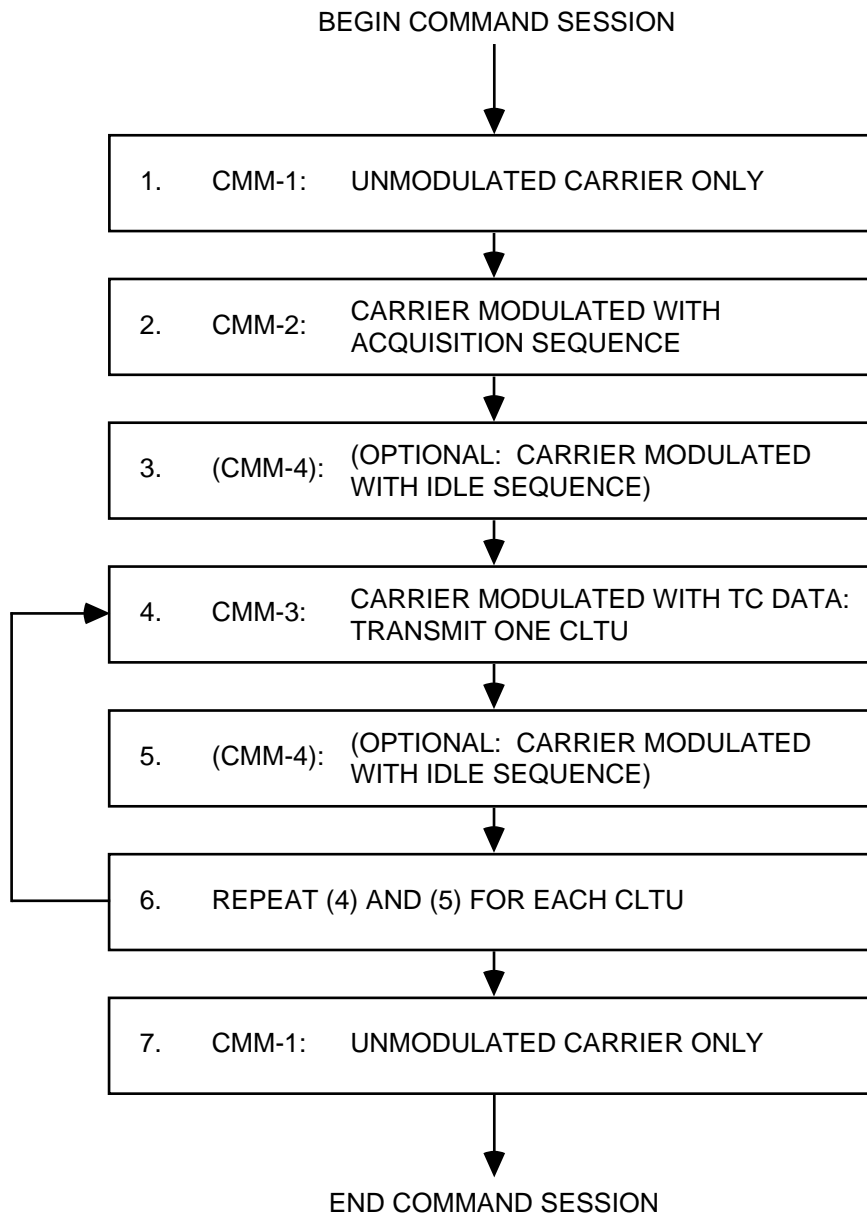 BEGIN COMMAND SESSION
1. CMM-1: UNMODULATED CARRIER ONLY
2. CMM-2: CARRIER MODULATED WITH
ACQUISITION SEQUENCE
3. (CMM-4): (OPTIONAL: CARRIER MODULATED
WITH IDLE SEQUENCE)
4. CMM-3: CARRIER MODULATED WITH TC DATA:
TRANSMIT ONE CLTU
5. (CMM-4): (OPTIONAL: CARRIER MODULATED
WITH IDLE SEQUENCE)
6. REPEAT (4) AND (5) FOR EACH CLTU
7. CMM-1: UNMODULATED CARRIER ONLY
END COMMAND SESSION